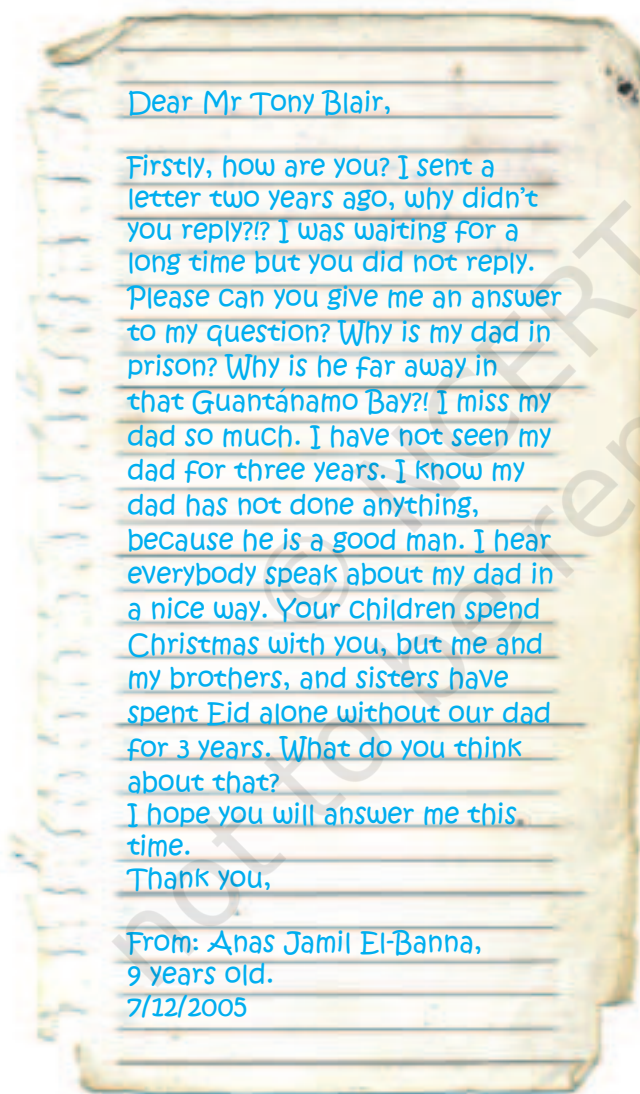 Dear Mr Tony Blair,
Firstly, how are you? I sent a
letter two years ago, why didn't
you reply?!? I was waiting for a
long time but you did not reply.
Please can you give me an answer
to my question? Why is my dad in
prison? Why is he far away in
that Guantánamo Bay?! I miss my
dad so much. I have not seen my
dad for three years. I know my
dad has not done anything,
because he is a good man. I hear
everybody speak about my dad in
a nice way. Your children spend
Christmas with you, but me and
my brothers, and sisters have
spent Eid alone without our dad
for 3 years. What do you think
about that?
I hope you will answer me this
time.
Thank you,
From: Anas Jamil El-Banna,
9 years old.
7/12/2005
© NCERT
not to be